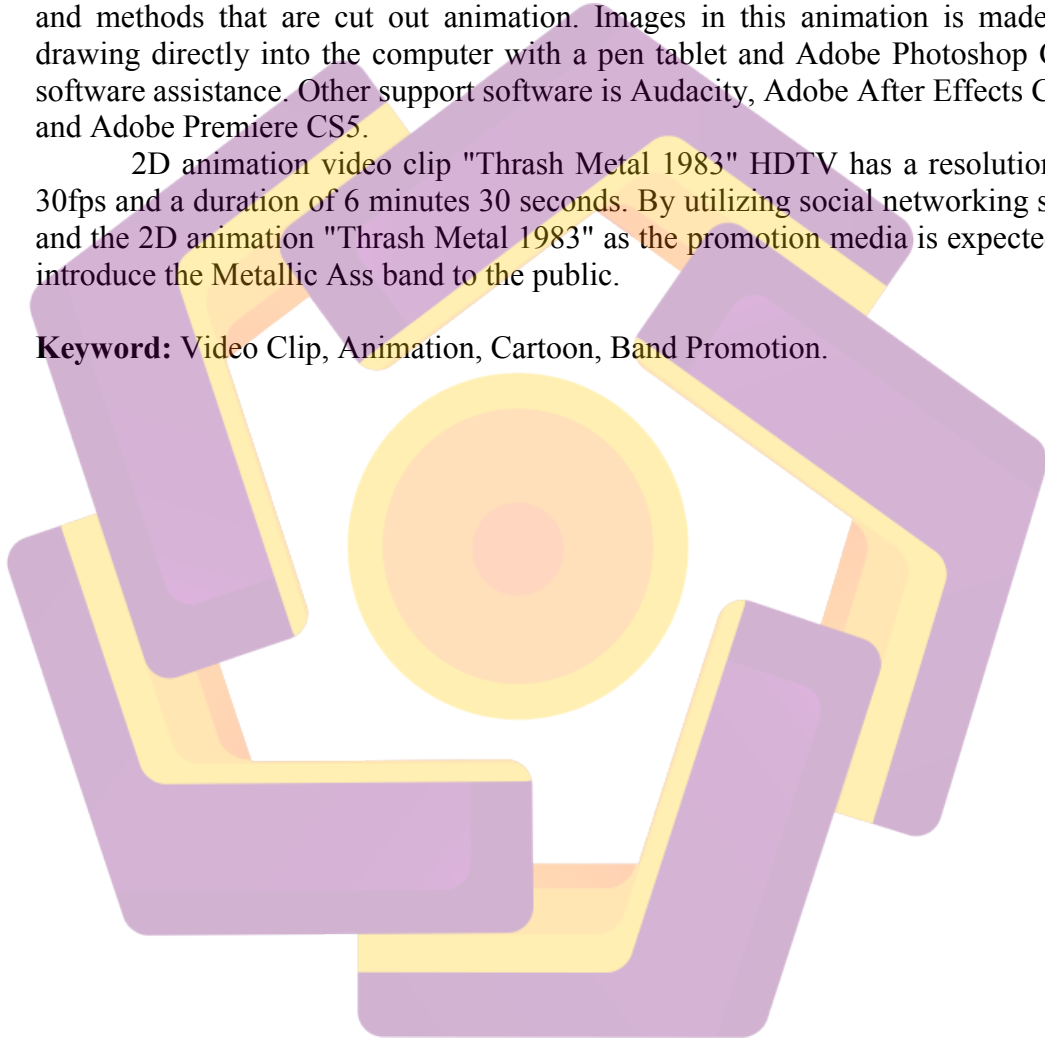 and methods that are cut out animation. Images in this animation is made
drawing directly into the computer with a pen tablet and Adobe Photoshop
software assistance. Other support software is Audacity, Adobe After Effects
and Adobe Premiere CS5.
2D animation video clip "Thrash Metal 1983" HDTV has a resolution
30fps and a duration of 6 minutes 30 seconds. By utilizing social networking
and the 2D animation "Thrash Metal 1983" as the promotion media is
introduce the Metallic Ass band to the public.
Keyword: Video Clip, Animation, Cartoon, Band Promotion.